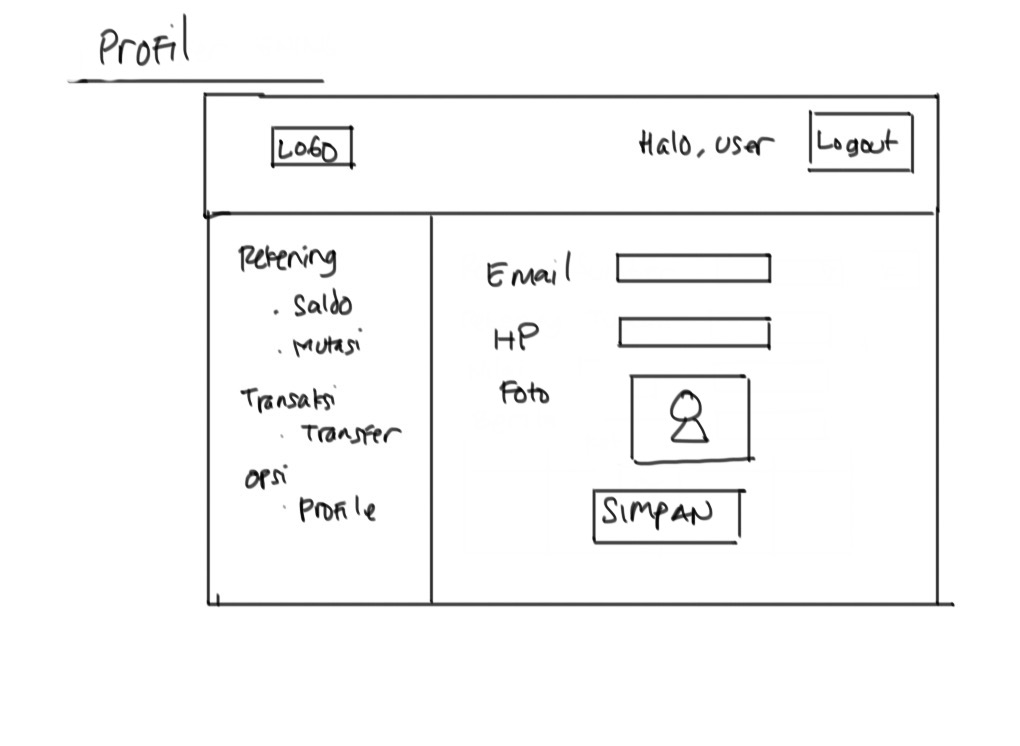 Profil
LOGO
Halo, user
Logout
Rekening
. Saldo
. Mutasi
Transaksi
. Transfer
opsi
. Profile
Email
HP
Foto
SIMPAN